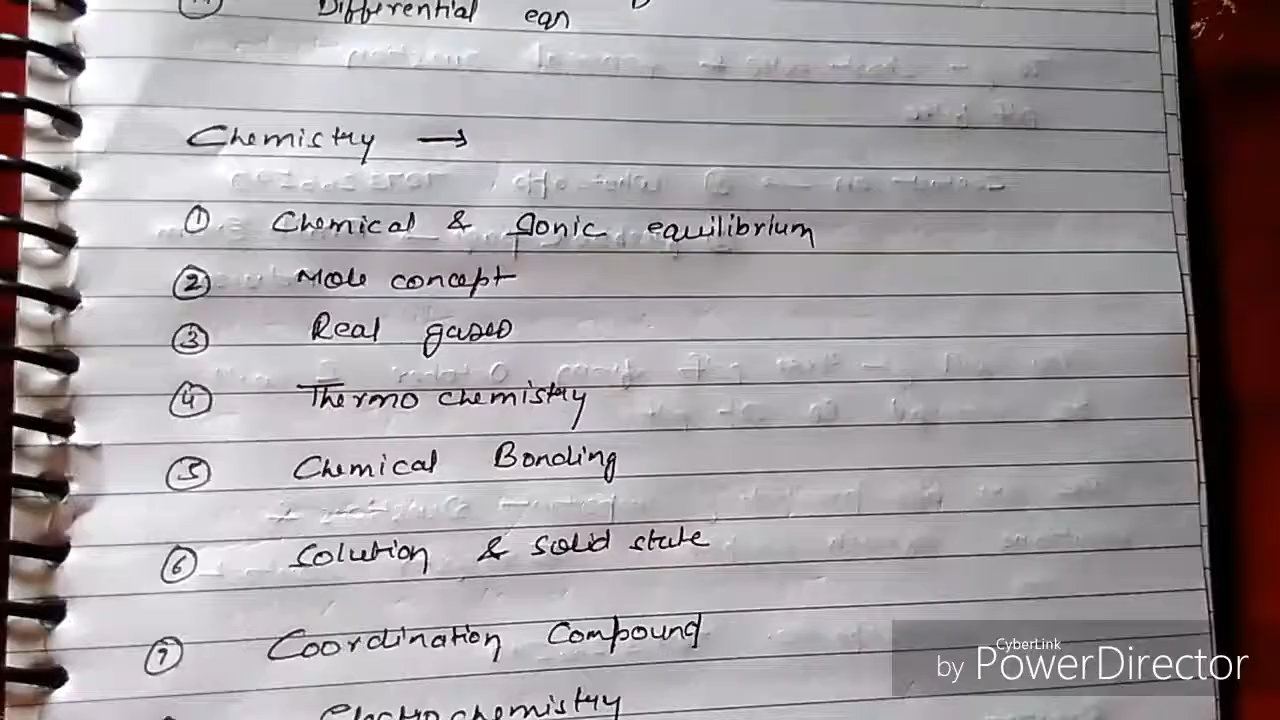 Differential eqn
Chemistry →
① Chemical & Ionic equilibrium
② Mole concept
③ Real gases
④ Thermo chemistry
⑤ Chemical Bonding
⑥ Solution & Solid state
⑦ Coordination Compound
Electrochemistry
CyberLink
by PowerDirector